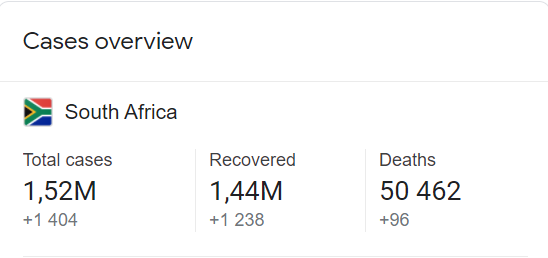 Cases overview
South Africa
Total cases Recovered Deaths
1,52M 1,44M 50 462
+1 404 +1 238 +96